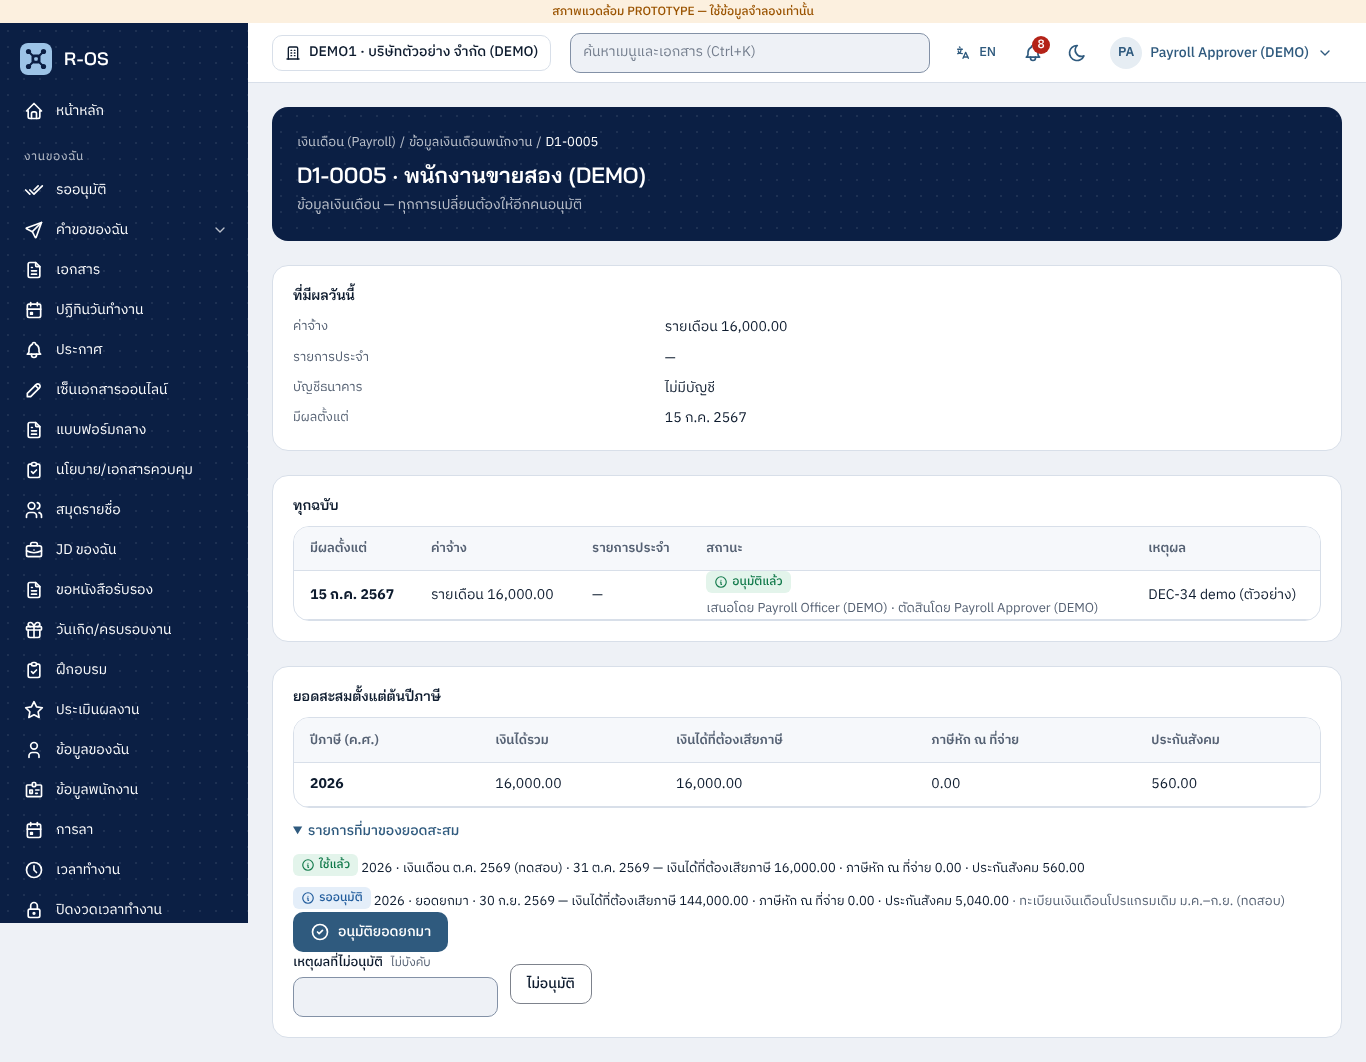 สภาพแวดล้อม PROTOTYPE — ใช้ข้อมูลจำลองเท่านั้น
R-OS
DEMO1 · บริษัทตัวอย่าง จำกัด (DEMO)
ค้นหาเมนูและเอกสาร (Ctrl+K)
EN
8
PA
Payroll Approver (DEMO)
หน้าหลัก
งานของฉัน
รออนุมัติ
คำขอของฉัน
เอกสาร
ปฏิทินวันทำงาน
ประกาศ
เซ็นเอกสารออนไลน์
แบบฟอร์มกลาง
นโยบาย/เอกสารควบคุม
สมุดรายชื่อ
JD ของฉัน
ขอหนังสือรับรอง
วันเกิด/ครบรอบงาน
ฝึกอบรม
ประเมินผลงาน
ข้อมูลของฉัน
ข้อมูลพนักงาน
การลา
เวลาทำงาน
ปิดงวดเวลาทำงาน
เงินเดือน (Payroll) / ข้อมูลเงินเดือนพนักงาน / D1-0005
D1-0005 · พนักงานขายสอง (DEMO)
ข้อมูลเงินเดือน — ทุกการเปลี่ยนต้องให้อีกคนอนุมัติ
ที่มีผลวันนี้
ค่าจ้าง รายเดือน 16,000.00
รายการประจำ —
บัญชีธนาคาร ไม่มีบัญชี
มีผลตั้งแต่ 15 ก.ค. 2567
ทุกฉบับ
มีผลตั้งแต่ ค่าจ้าง รายการประจำ สถานะ เหตุผล
15 ก.ค. 2567 รายเดือน 16,000.00 — อนุมัติแล้ว DEC-34 demo (ตัวอย่าง)
เสนอโดย Payroll Officer (DEMO) · ตัดสินโดย Payroll Approver (DEMO)
ยอดสะสมตั้งแต่ต้นปีภาษี
ปีภาษี (ค.ศ.) เงินได้รวม เงินได้ที่ต้องเสียภาษี ภาษีหัก ณ ที่จ่าย ประกันสังคม
2026 16,000.00 16,000.00 0.00 560.00
▼ รายการที่มาของยอดสะสม
ใช้แล้ว 2026 · เงินเดือน ต.ค. 2569 (ทดสอบ) · 31 ต.ค. 2569 — เงินได้ที่ต้องเสียภาษี 16,000.00 · ภาษีหัก ณ ที่จ่าย 0.00 · ประกันสังคม 560.00
รออนุมัติ 2026 · ยอดยกมา · 30 ก.ย. 2569 — เงินได้ที่ต้องเสียภาษี 144,000.00 · ภาษีหัก ณ ที่จ่าย 0.00 · ประกันสังคม 5,040.00 · ทะเบียนเงินเดือนโปรแกรมเดิม ม.ค.–ก.ย. (ทดสอบ)
อนุมัติยอดยกมา
เหตุผลที่ไม่อนุมัติ ไม่บังคับ
ไม่อนุมัติ